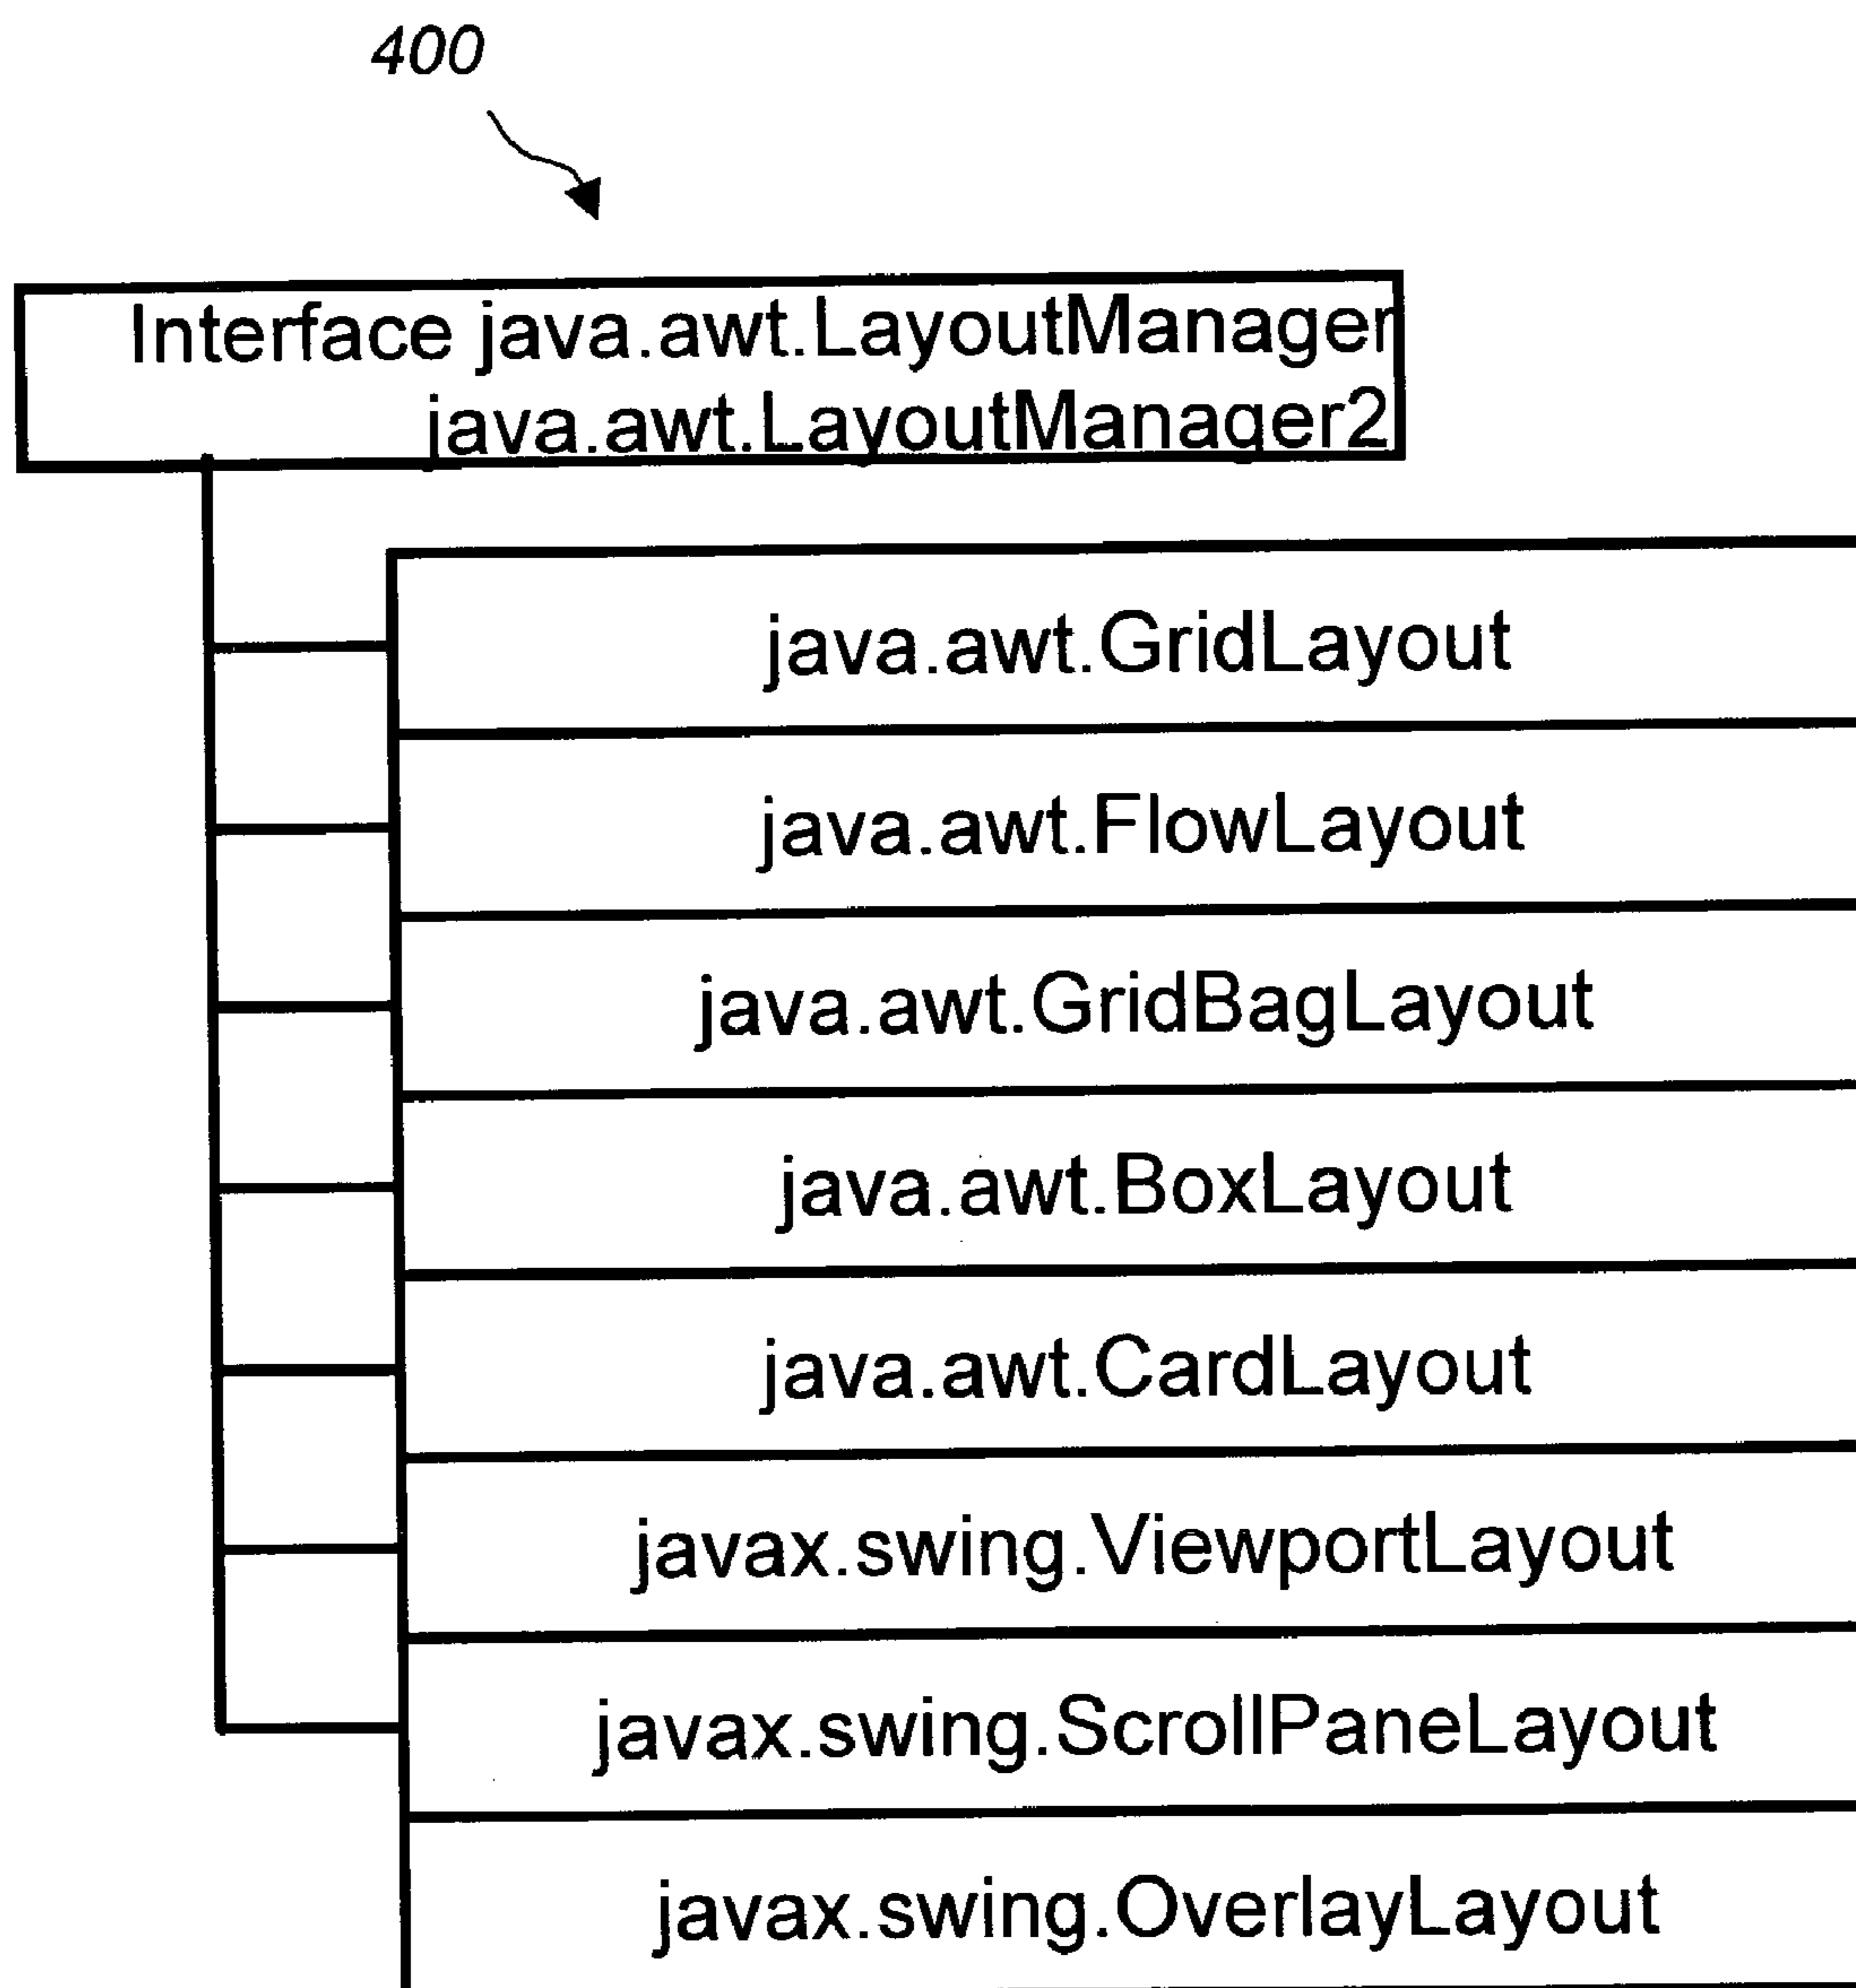 400
Interface java.awt.LayoutManager
java.awt.LayoutManager2
java.awt.GridLayout
java.awt.FlowLayout
java.awt.GridBagLayout
java.awt.BoxLayout
java.awt.CardLayout
javax.swing.ViewportLayout
javax.swing.ScrollPaneLayout
javax.swing.OverlayLayout